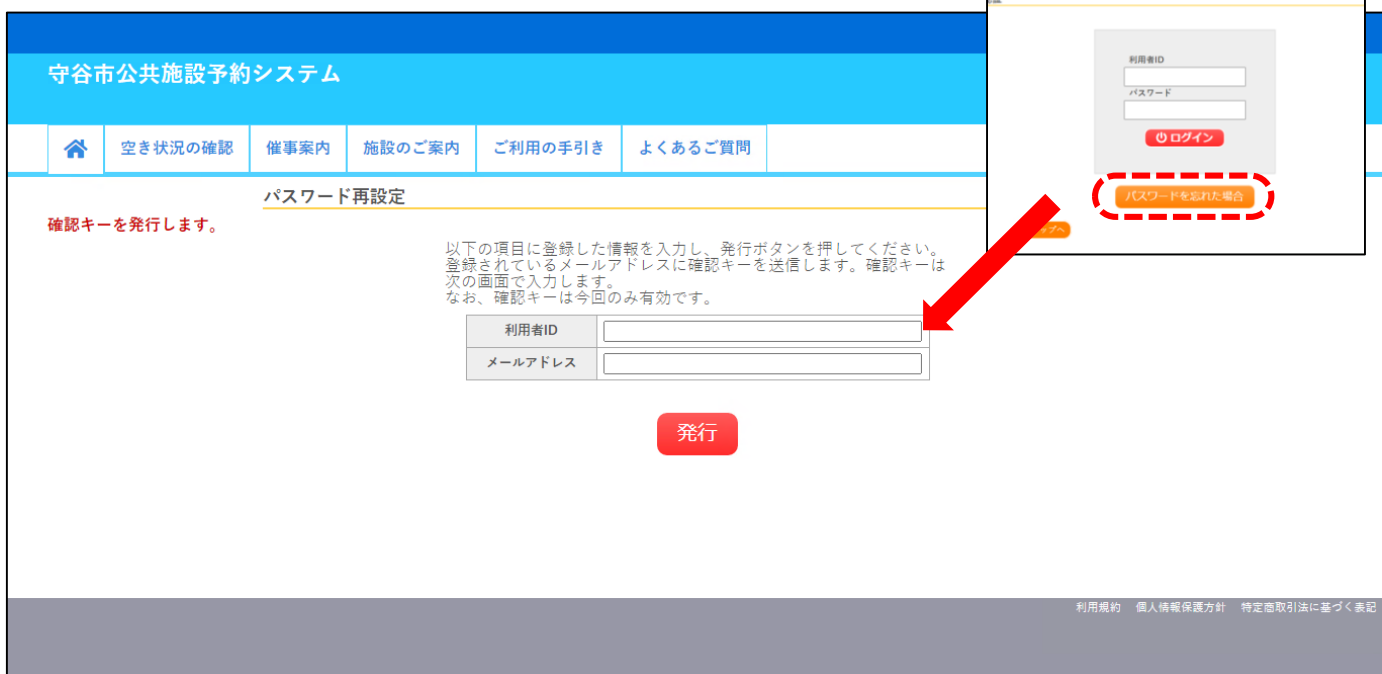 利用者ID
パスワード
ログイン
パスワードを忘れた場合
守谷市公共施設予約システム
空き状況の確認
催事案内
施設のご案内
ご利用の手引き
よくあるご質問
パスワード再設定
確認キーを発行します。
以下の項目に登録した情報を入力し、発行ボタンを押してください。
登録されているメールアドレスに確認キーを送信します。確認キーは
次の画面で入力します。
なお、確認キーは今回のみ有効です。
利用者ID
メールアドレス
発行
利用規約 個人情報保護方針 特定商取引法に基づく表記